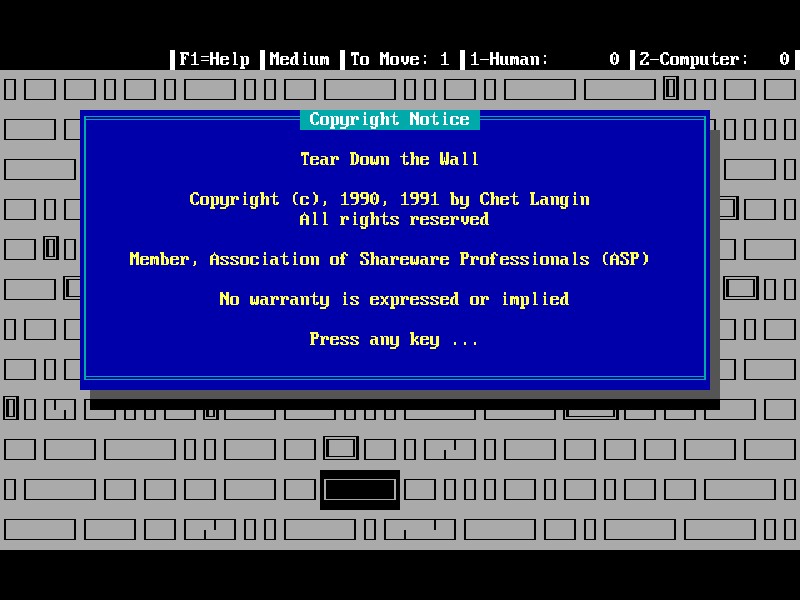 F1=Help Medium To Move: 1 1-Human: 0 2-Computer: 0
Copyright Notice
Tear Down the Wall
Copyright (c), 1990, 1991 by Chet Langin
All rights reserved
Member, Association of Shareware Professionals (ASP)
No warranty is expressed or implied
Press any key ...